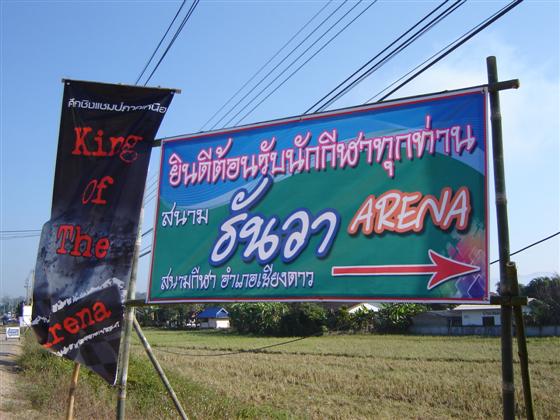 ศึกชิงแชมป์ภาคเหนือ
King
Of
The
Arena
ยินดีต้อนรับนักกีฬาทุกท่าน
สนาม
ธันวา ARENA
สนามกีฬา อำเภอเชียงดาว